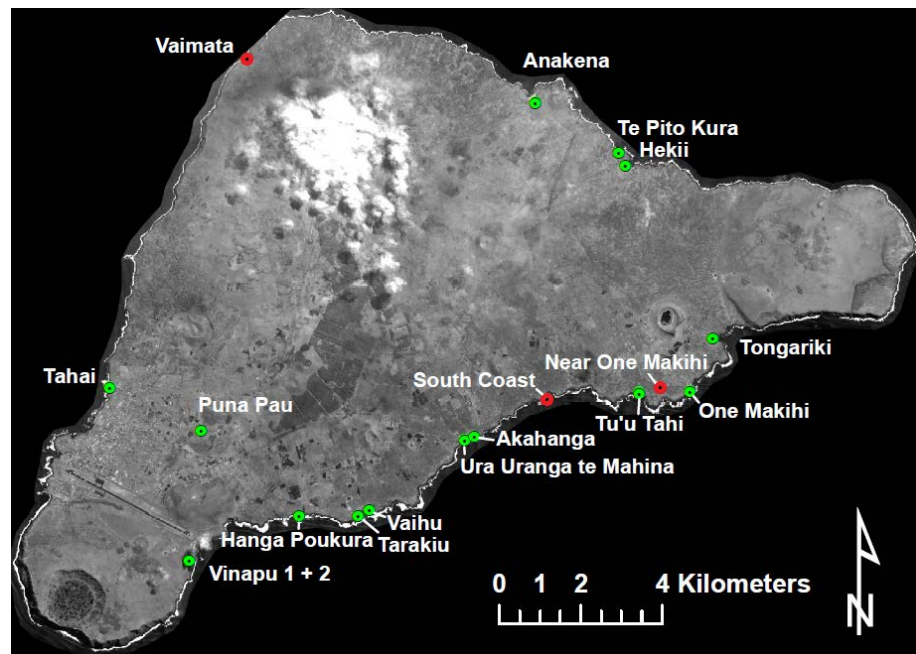 Vaimata
Anakena
Te Pito Kura
Hekii
Tongariki
Near One Makihi
South Coast
Tahai
Puna Pau
Tu'u Tahi
One Makihi
Akahanga
Ura Uranga te Mahina
Vaihu
Hanga Poukura
Tarakiu
Vinapu 1 + 2
0 1 2 4 Kilometers
N